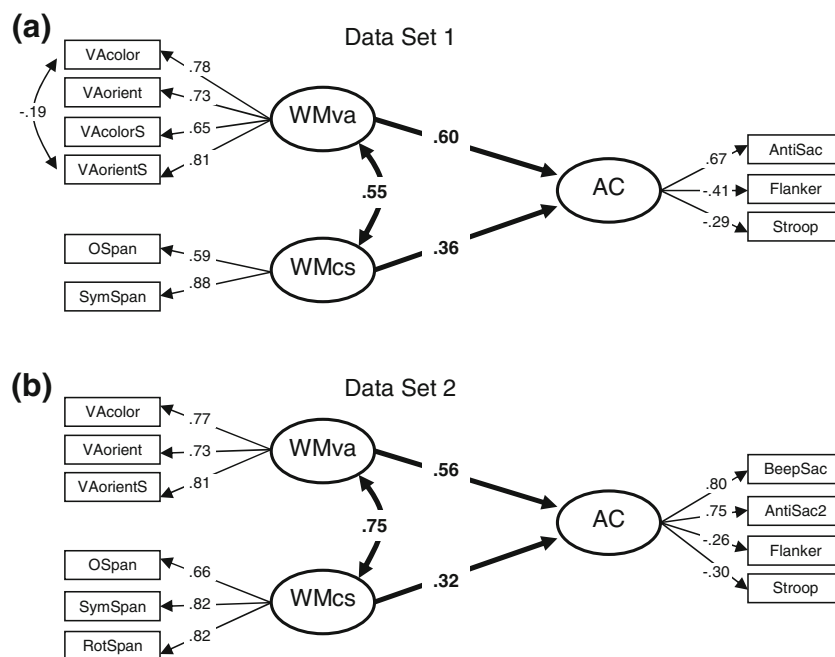 (a)
Data Set 1
VAcolor
VAorient
VAcolorS
VAorientS
-.19
.78
.73
.65
.81
WMva
.60
.55
AC
.67
-.41
-.29
AntiSac
Flanker
Stroop
OSpan
SymSpan
.59
.88
WMcs
.36
(b)
Data Set 2
VAcolor
VAorient
VAorientS
.77
.73
.81
WMva
.56
.75
AC
.80
.75
-.26
-.30
BeepSac
AntiSac2
Flanker
Stroop
OSpan
SymSpan
RotSpan
.66
.82
.82
WMcs
.32